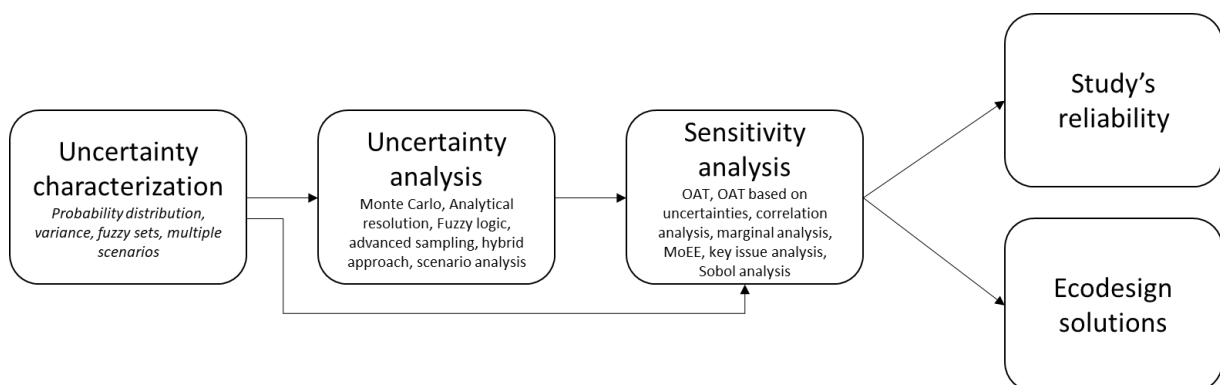 Uncertainty
characterization
Probability distribution,
variance, fuzzy sets, multiple
scenarios
Uncertainty
analysis
Monte Carlo, Analytical
resolution, Fuzzy logic,
advanced sampling, hybrid
approach, scenario analysis
Sensitivity
analysis
OAT, OAT based on
uncertainties, correlation
analysis, marginal analysis,
MoEE, key issue analysis,
Sobol analysis
Study’s
reliability
Ecodesign
solutions